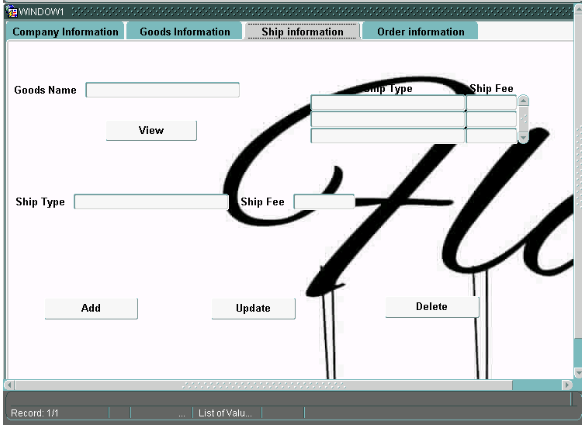 WINDOW1
Company Information Goods Information Ship information Order information
Goods Name
Ship Type Ship Fee
View
Ship Type Ship Fee
Flo
Add Update Delete
Record: 1/1 ... List of Valu...